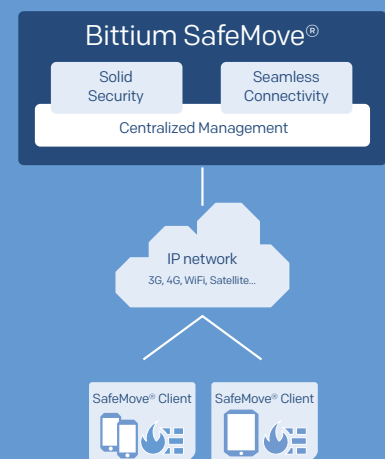 Bittium SafeMove®
Solid
Security
Seamless
Connectivity
Centralized Management
IP network
3G, 4G, WiFi, Satellite...
SafeMove® Client
SafeMove® Client